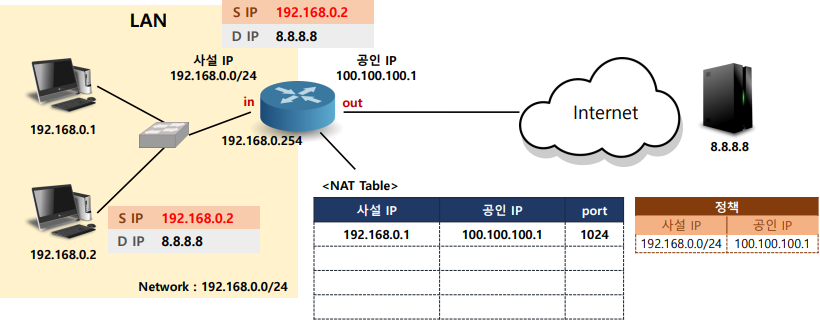 LAN
S IP 192.168.0.2
D IP 8.8.8.8
사설 IP
192.168.0.0/24
공인 IP
100.100.100.1
in
out
192.168.0.1
192.168.0.254
Internet
8.8.8.8
S IP 192.168.0.2
D IP 8.8.8.8
192.168.0.2
Network : 192.168.0.0/24
<NAT Table>
사설 IP 공인 IP port
192.168.0.1 100.100.100.1 1024
정책
사설 IP 공인 IP
192.168.0.0/24 100.100.100.1